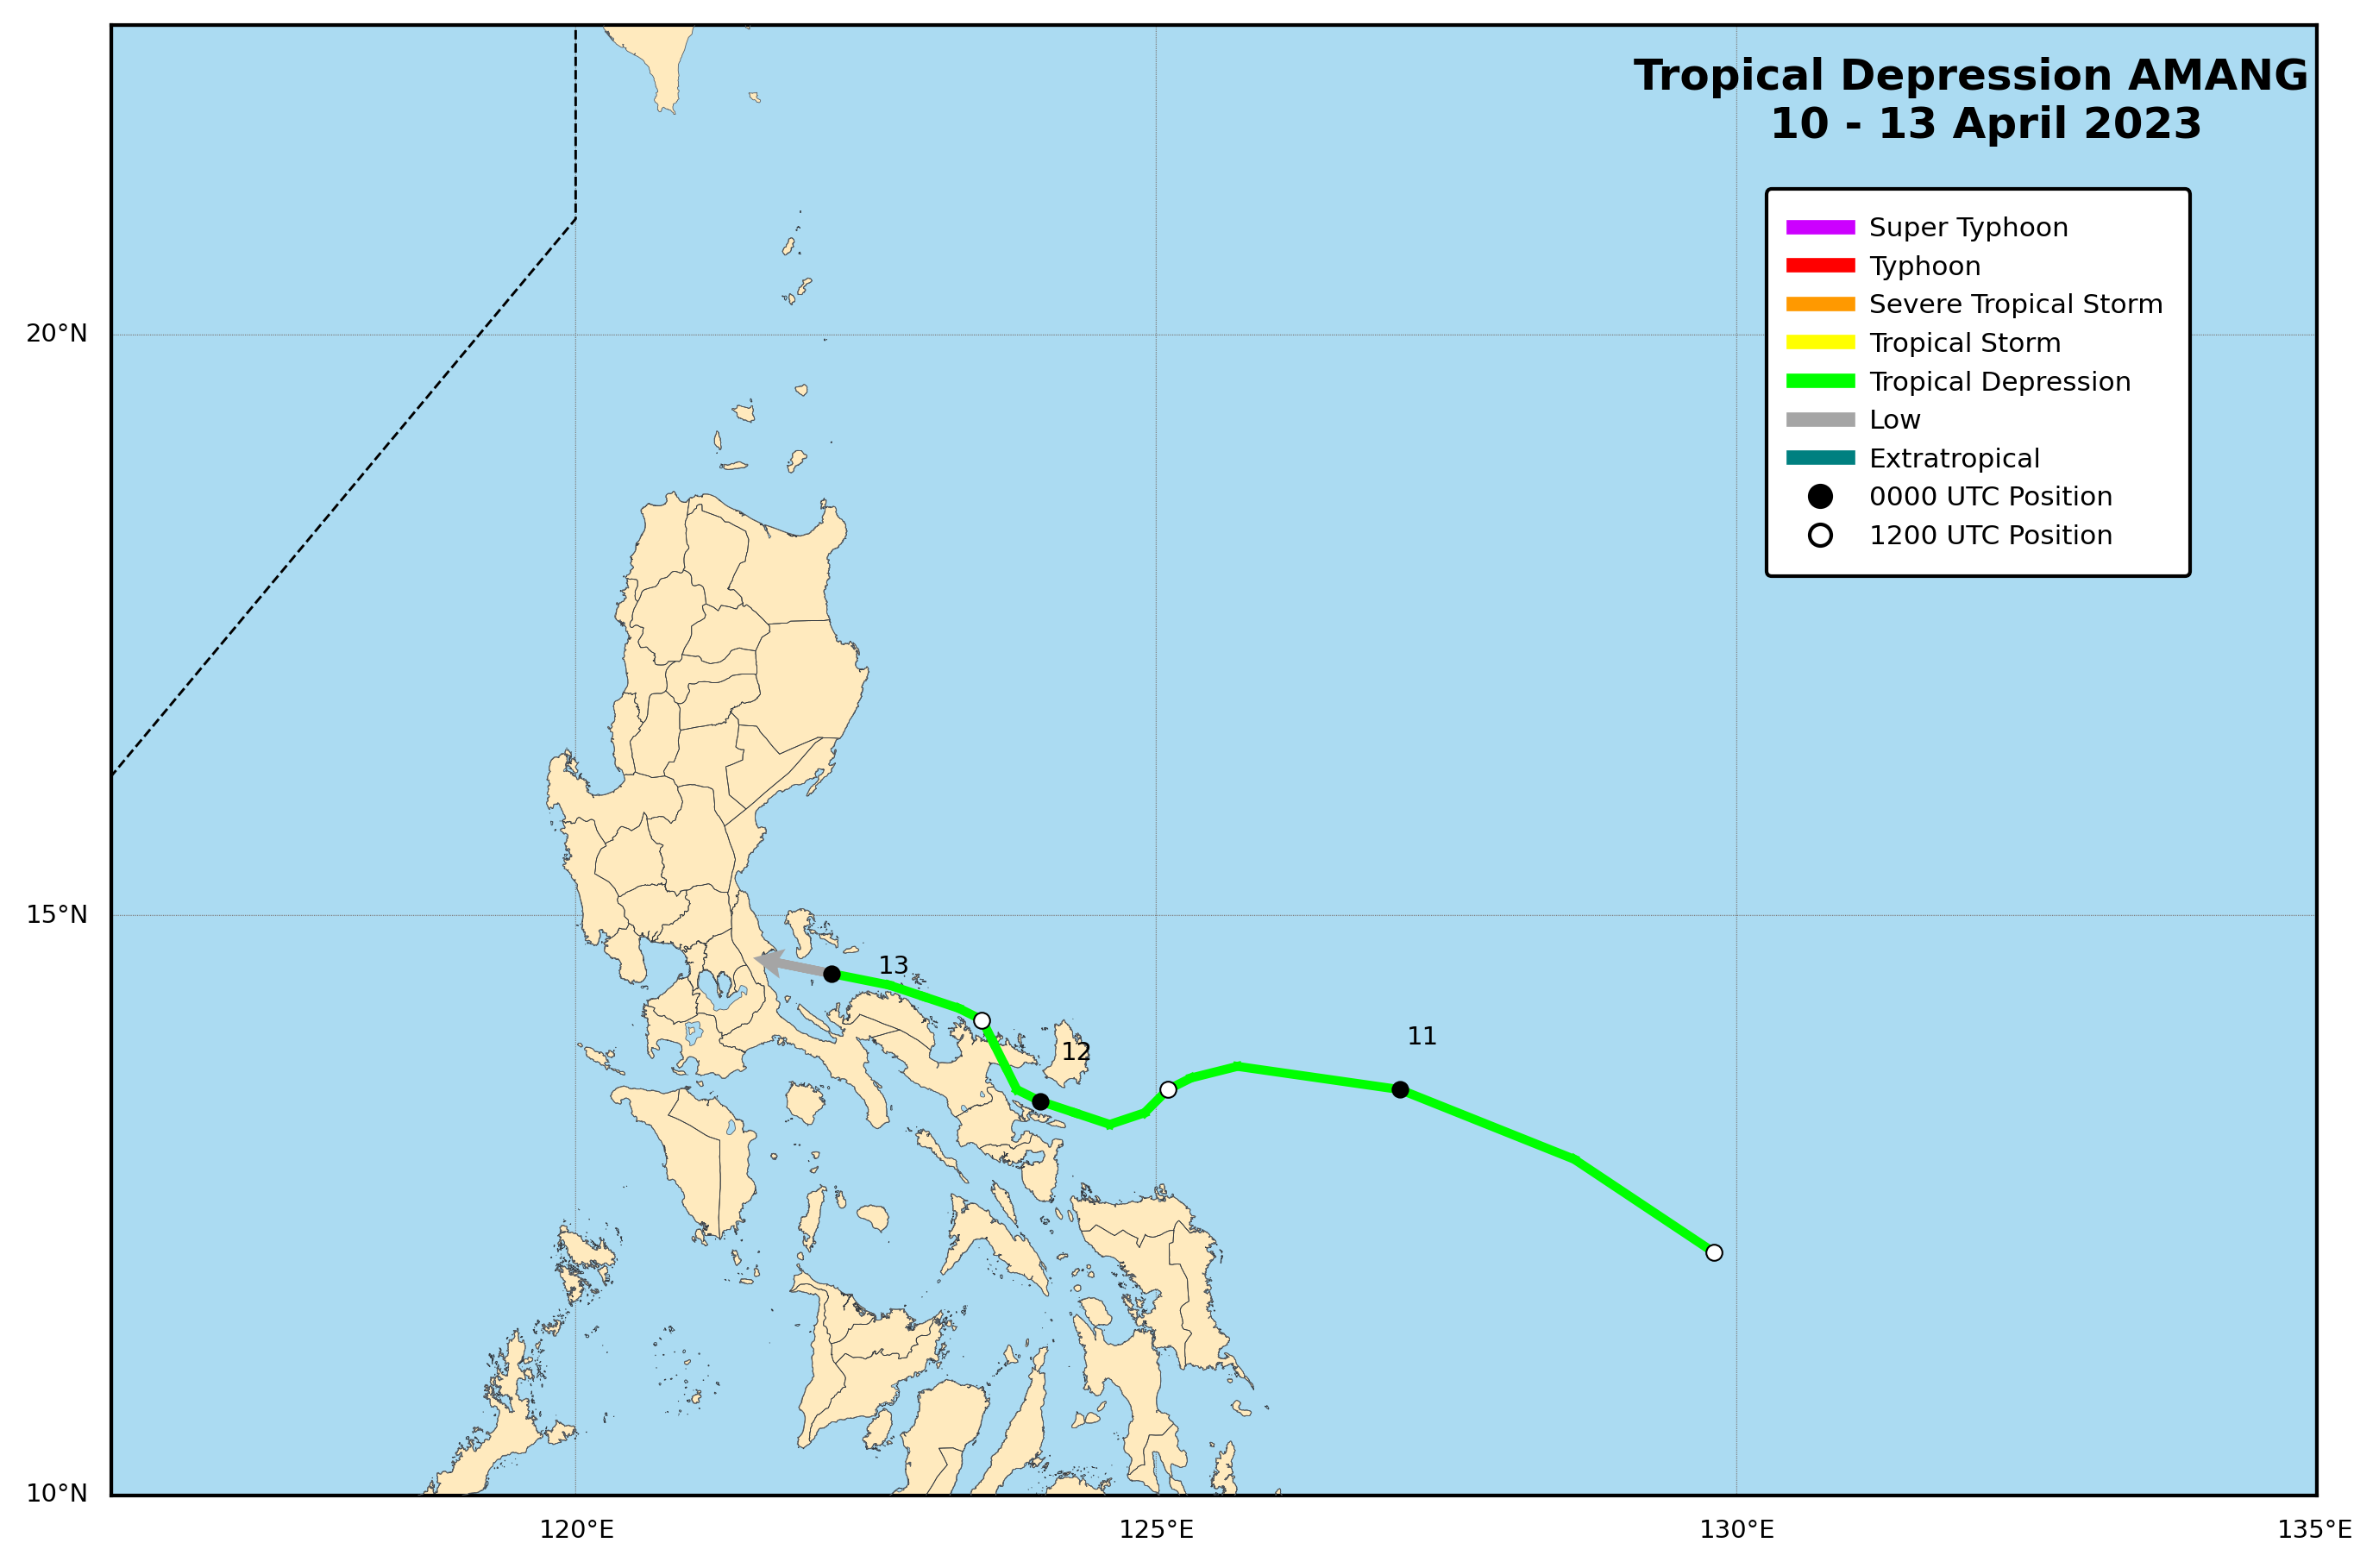 Tropical Depression AMANG
10 - 13 April 2023
Super Typhoon
Typhoon
Severe Tropical Storm
Tropical Storm
Tropical Depression
Low
Extratropical
0000 UTC Position
1200 UTC Position
20°N
15°N
13
11
12
10°N
120°E
125°E
130°E
135°E